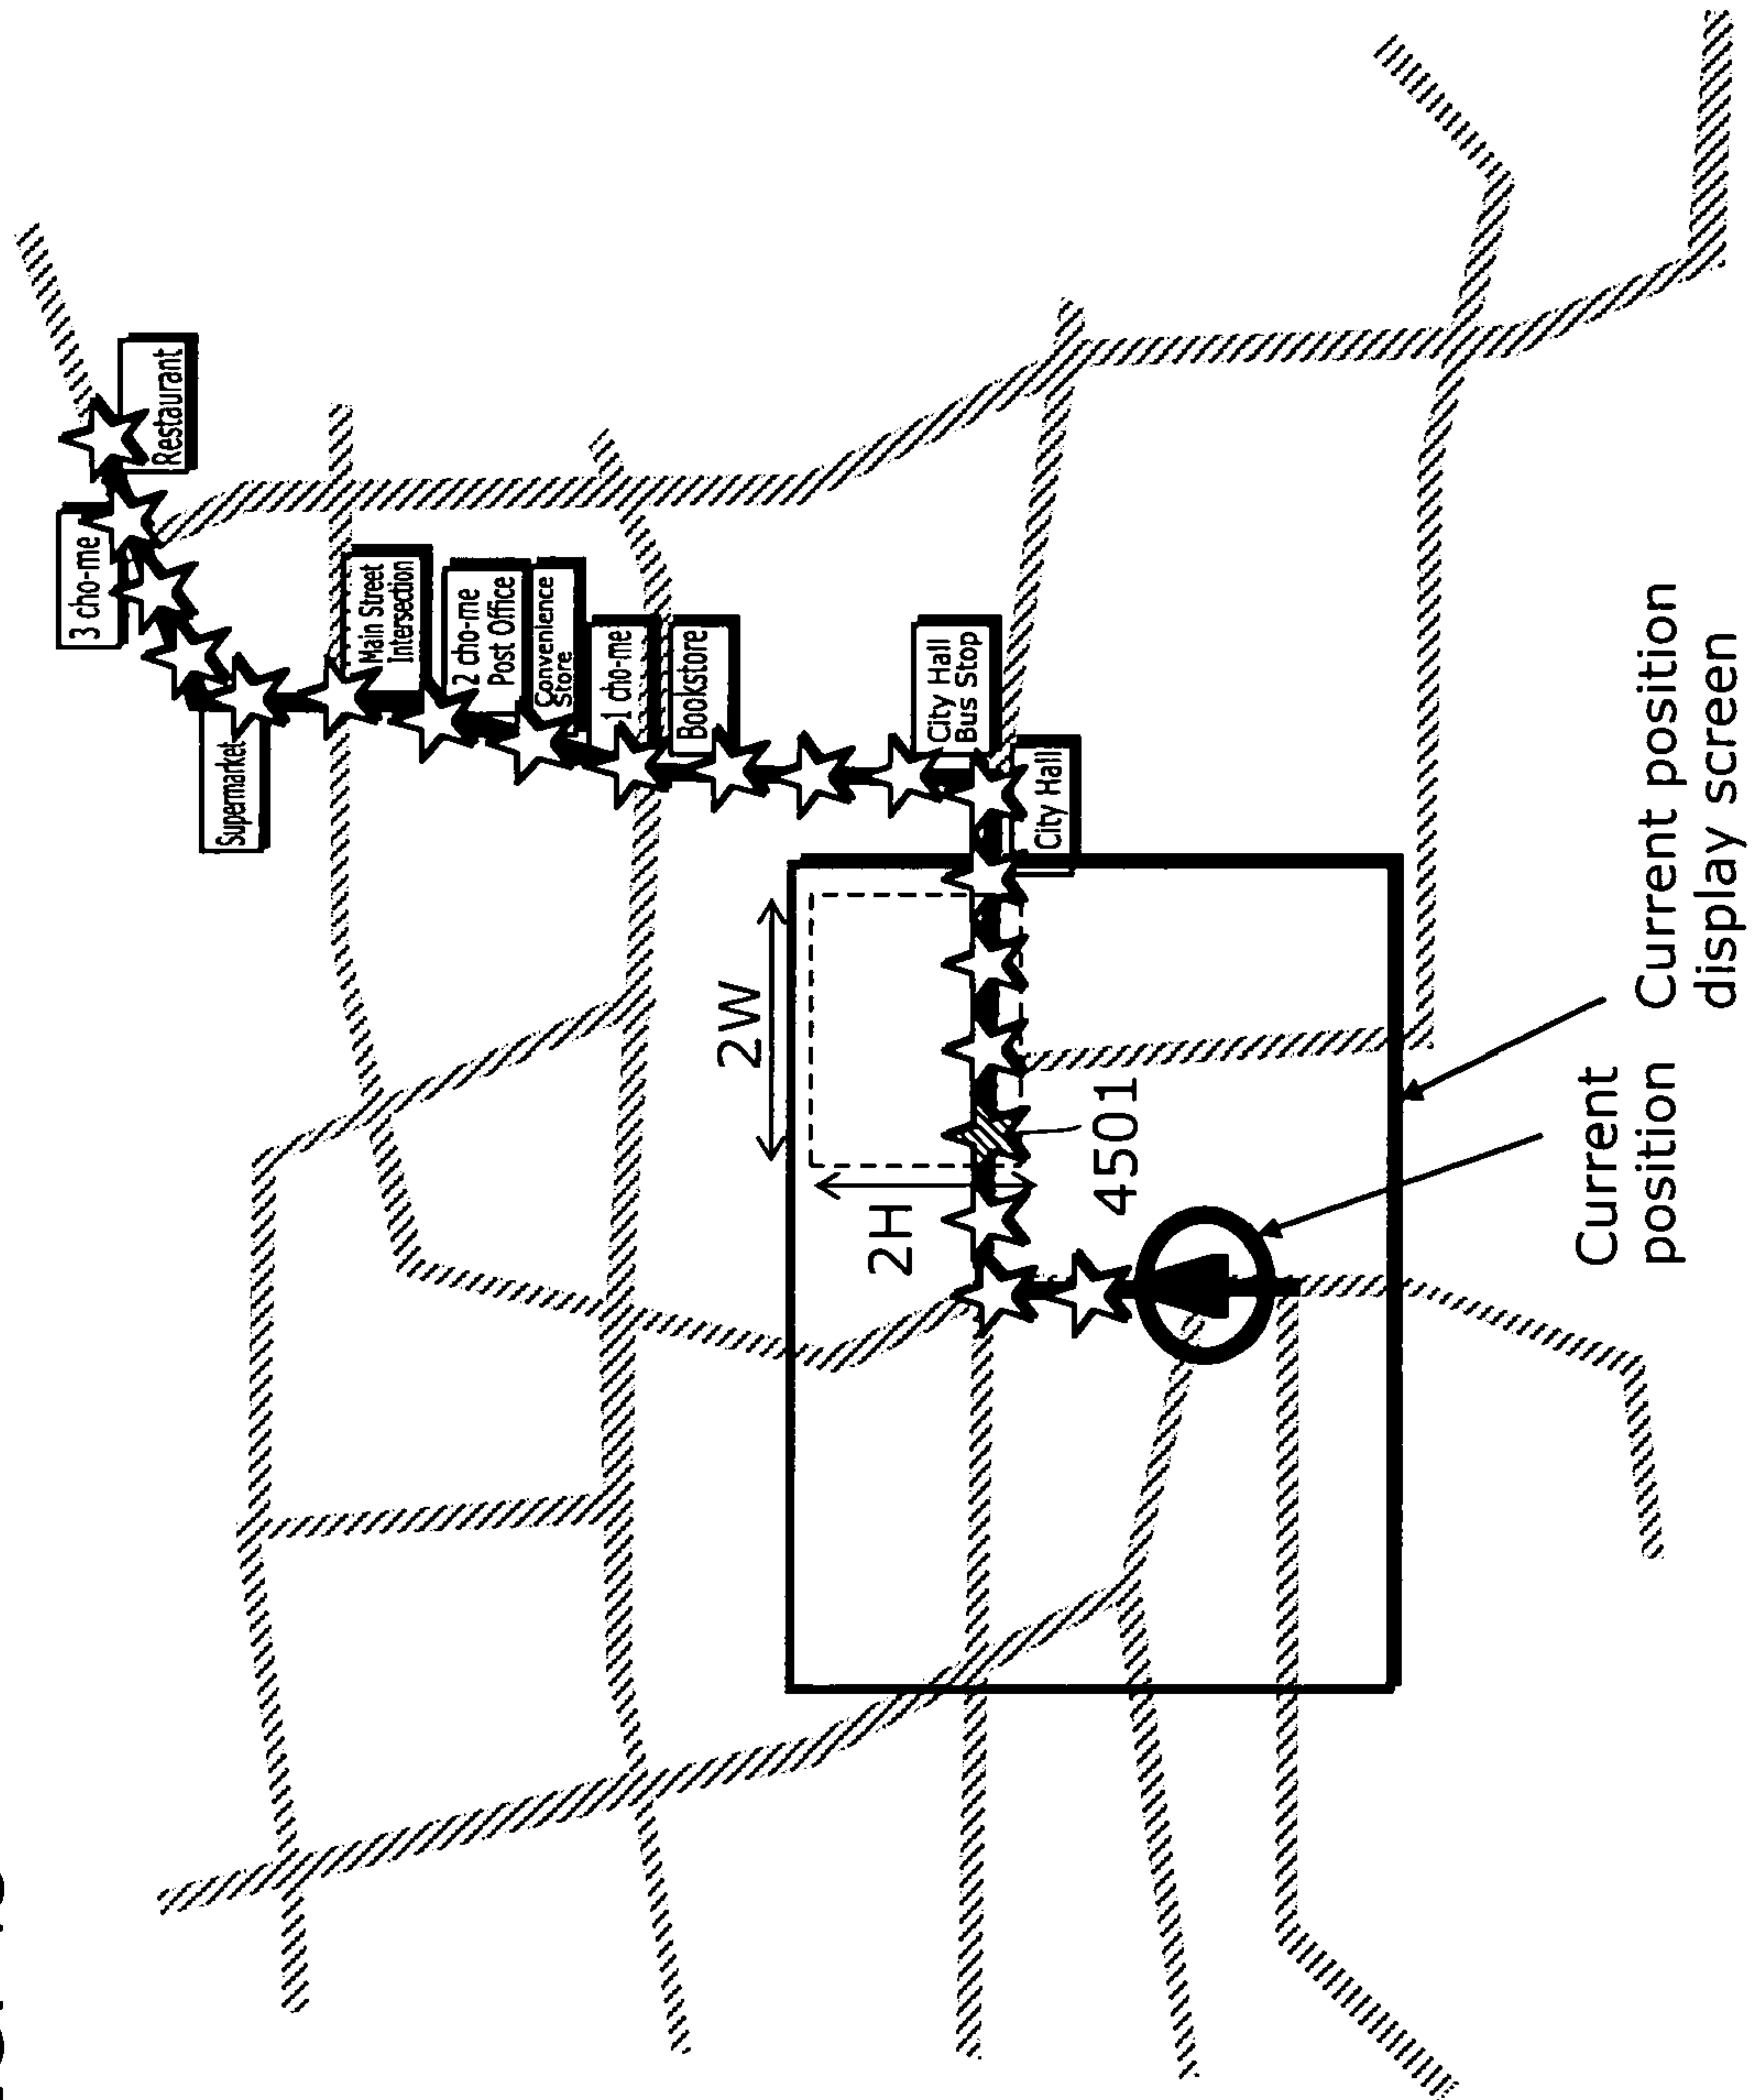 Restaurant
3 cho-me
Supermarket
Main Street
Intersection
2 cho-me
Post Office
Convenience
Store
1 cho-me
Bookstore
City Hall
Bus Stop
City Hall
2W
2H
4501
Current
position
Current position
display screen